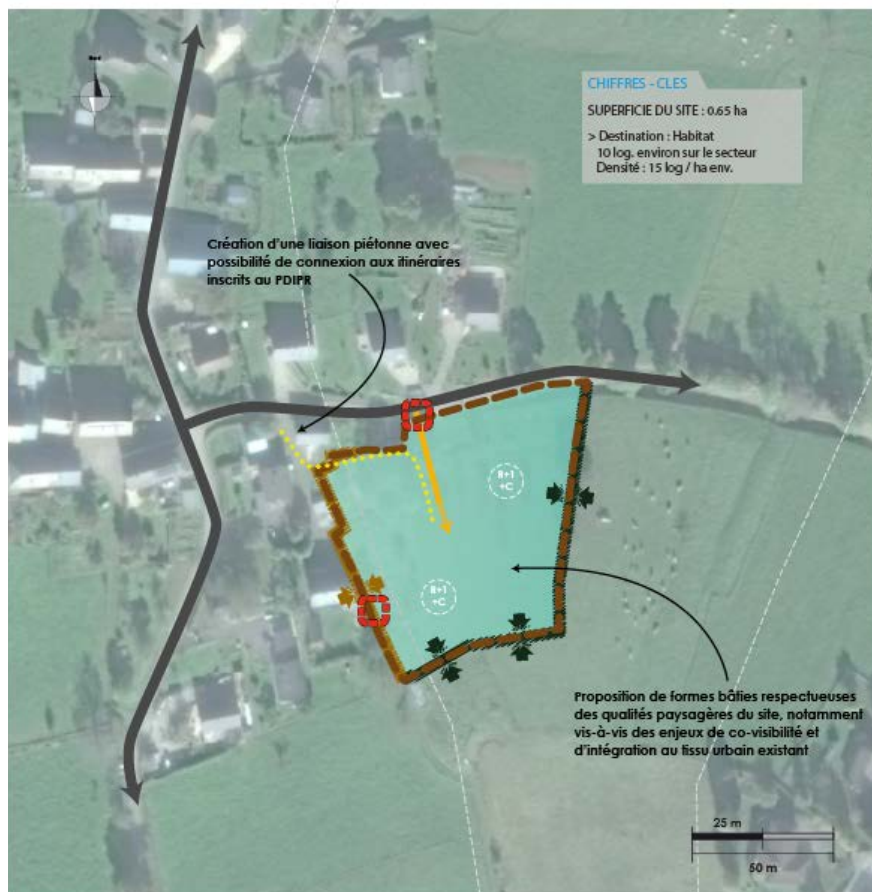 Nord
CHIFFRES - CLES
SUPERFICIE DU SITE : 0.65 ha
> Destination : Habitat
10 log. environ sur le secteur
Densité : 15 log / ha env.
Création d'une liaison piétonne avec
possibilité de connexion aux itinéraires
inscrits au PDIPR
R+1
+C
R+1
+C
Proposition de formes bâties respectueuses
des qualités paysagères du site, notamment
vis-à-vis des enjeux de co-visibilité et
d'intégration au tissu urbain existant
25 m
50 m